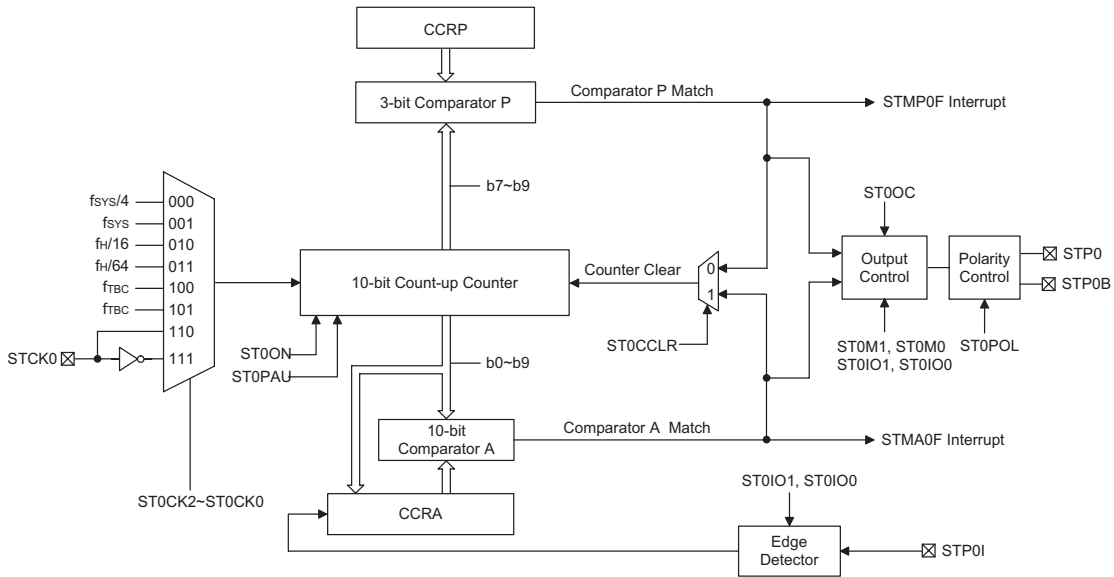 CCRP
3-bit Comparator P
Comparator P Match
STMP0F Interrupt
b7~b9
fSYS/4
000
fSYS
001
fH/16
010
fH/64
011
fTBC
100
fTBC
101
110
STCK0
111
ST0CK2~ST0CK0
10-bit Count-up Counter
ST0ON
ST0PAU
b0~b9
Counter Clear
0
1
ST0CCLR
ST0OC
Output
Control
ST0M1, ST0M0
ST0IO1, ST0IO0
Polarity
Control
ST0POL
STP0
STP0B
10-bit
Comparator A
Comparator A Match
STMA0F Interrupt
CCRA
ST0IO1, ST0IO0
Edge
Detector
STP0I